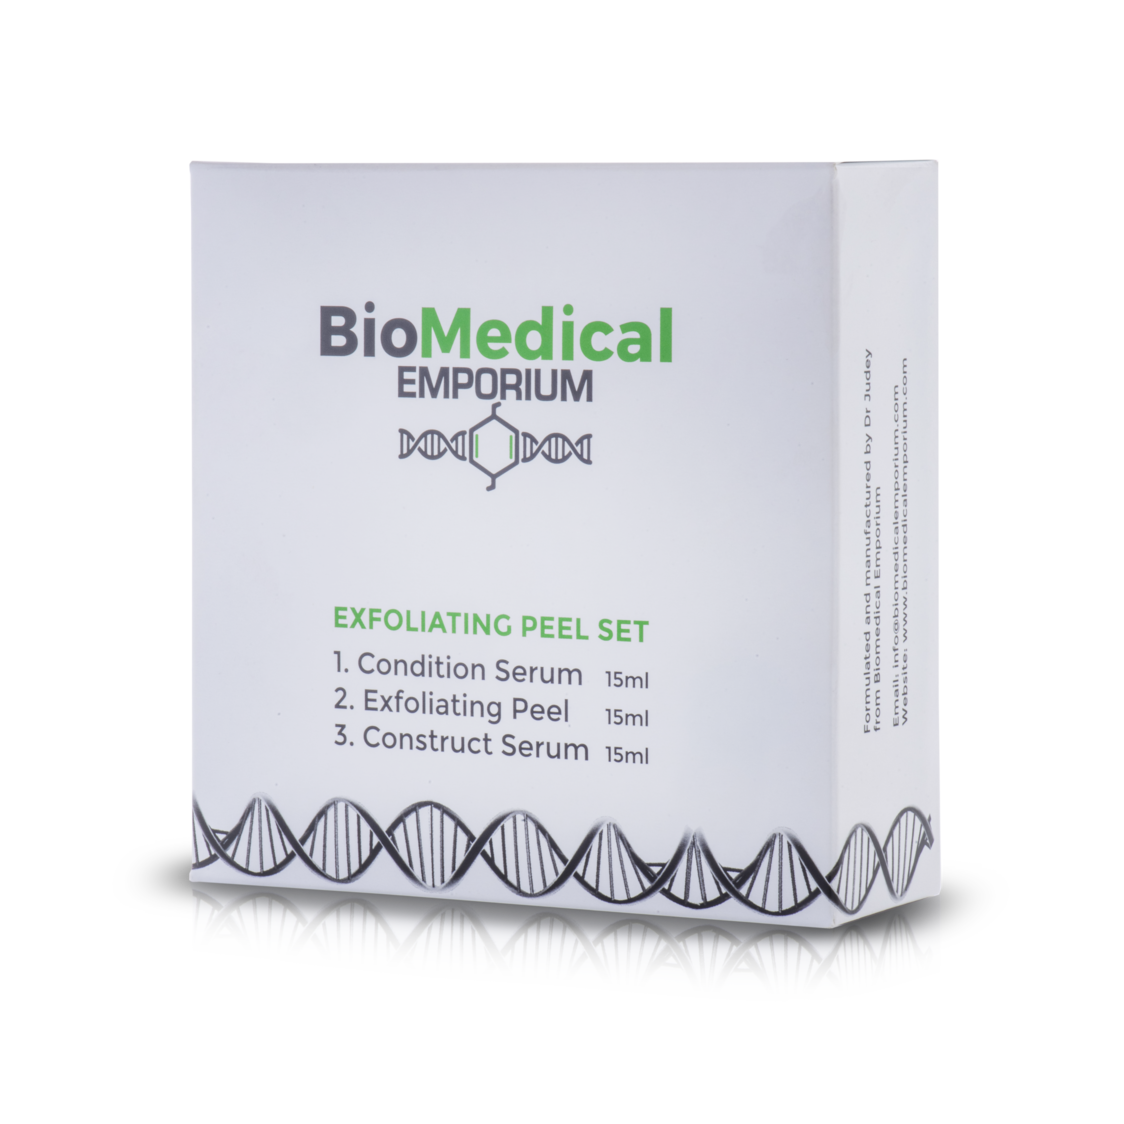 BioMedical
EMPORIUM
EXFOLIATING PEEL SET
1. Condition Serum 15ml
2. Exfoliating Peel 15ml
3. Construct Serum 15ml
Formulated and manufactured by Dr Judey
from Biomedical Emporium
Email: info@biomedicalemporium.com
Website: www.biomedicalemporium.com